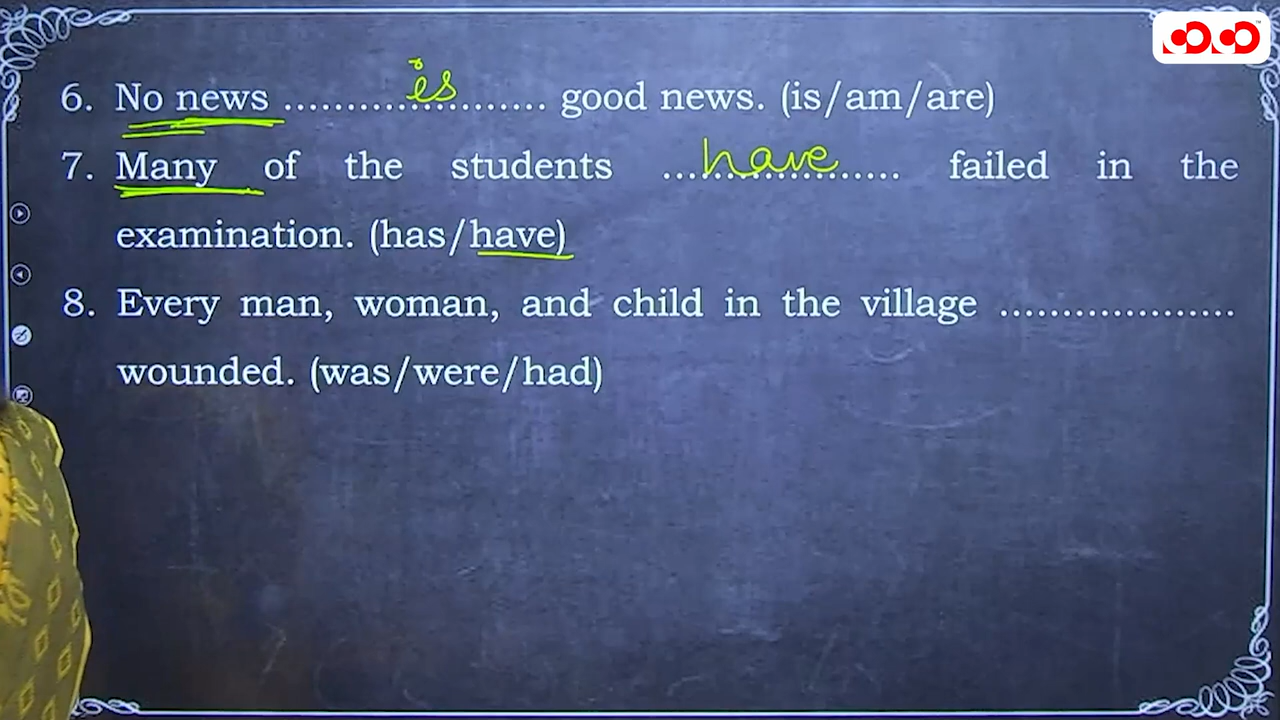 6. No news ......is...... good news. (is/am/are)
7. Many of the students ......have...... failed in the
examination. (has/have)
8. Every man, woman, and child in the village ...................
wounded. (was/were/had)